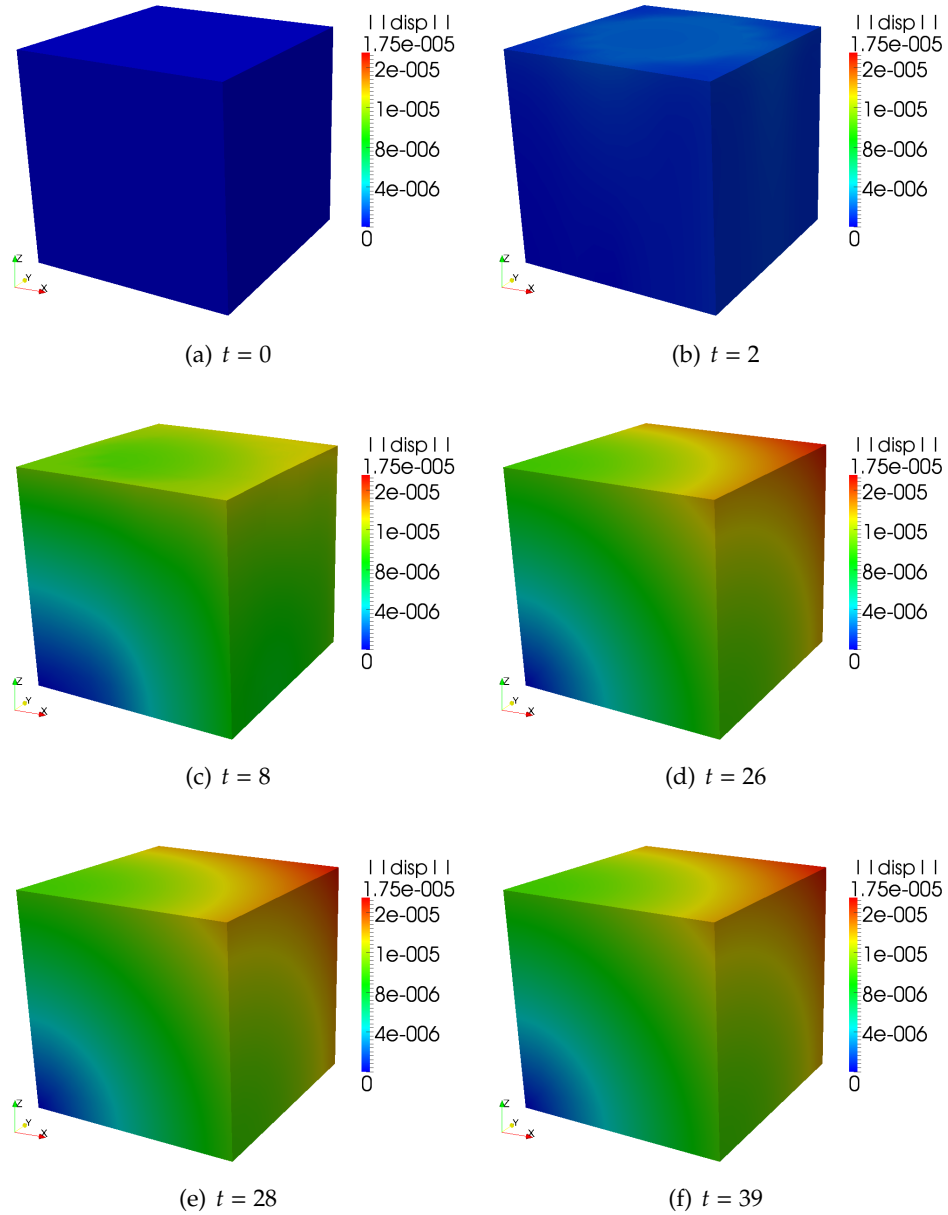 ||disp||
1.75e-005
2e-005
1e-005
8e-006
4e-006
0
Z
Y
X
(a) t = 0
||disp||
1.75e-005
2e-005
1e-005
8e-006
4e-006
0
Z
Y
X
(b) t = 2
||disp||
1.75e-005
2e-005
1e-005
8e-006
4e-006
0
Z
Y
X
(c) t = 8
||disp||
1.75e-005
2e-005
1e-005
8e-006
4e-006
0
Z
Y
X
(d) t = 26
||disp||
1.75e-005
2e-005
1e-005
8e-006
4e-006
0
Z
Y
X
(e) t = 28
||disp||
1.75e-005
2e-005
1e-005
8e-006
4e-006
0
Z
Y
X
(f) t = 39